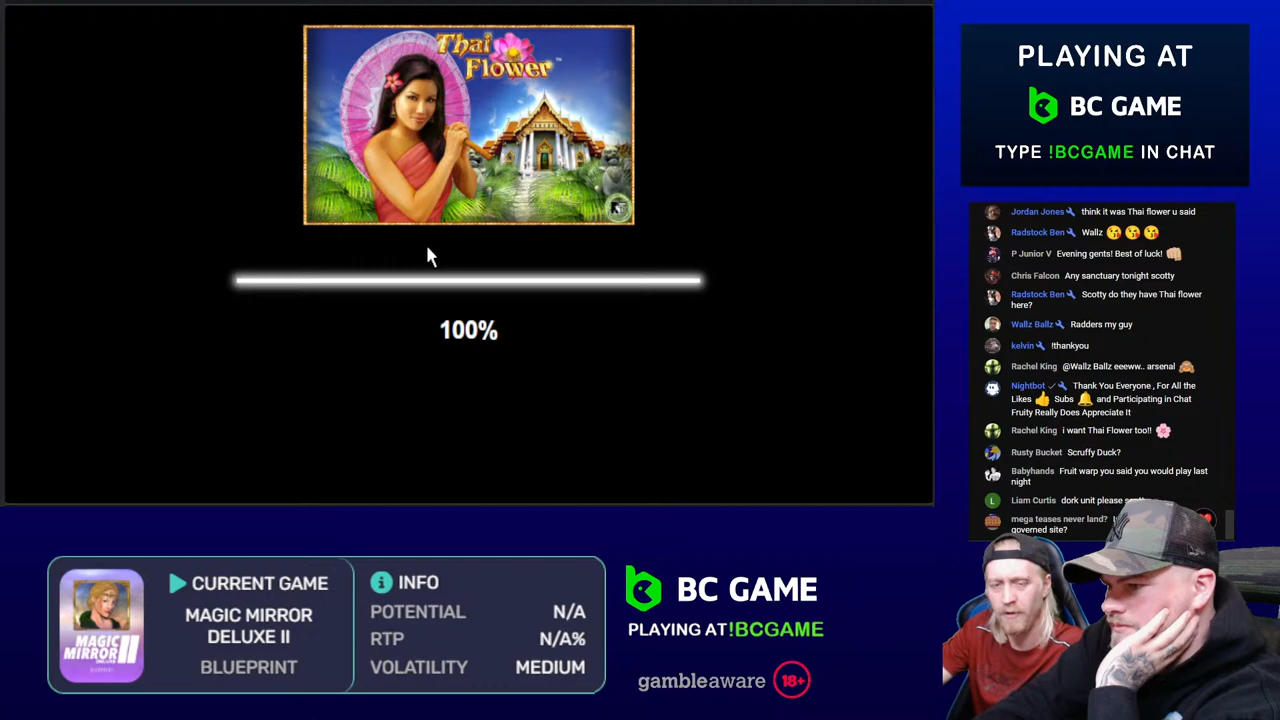 Thai
Flower™
100%
PLAYING AT
BC GAME
TYPE !BCGAME IN CHAT
Jordan Jones think it was Thai flower u said
Radstock Ben Wallz 😘 😘 😘
P Junior V Evening gents! Best of luck! 👊🏼
Chris Falcon Any sanctuary tonight scotty
Radstock Ben Scotty do they have Thai flower
here?
Wallz Ballz Radders my guy
kelvin !thankyou
Rachel King @Wallz Ballz eeeww.. arsenal 🙈
Nightbot Thank You Everyone , For All the
Likes 👍 Subs 🔔 and Participating in Chat
Fruity Really Does Appreciate It
Rachel King i want Thai Flower too!! 🌸
Rusty Bucket Scruffy Duck?
Babyhands Fruit warp you said you would play last
night
L Liam Curtis dork unit please
mega teases never land?
governed site?
CURRENT GAME
MAGIC MIRROR
DELUXE II
BLUEPRINT
MAGIC
MIRROR II
INFO
POTENTIAL N/A
RTP N/A%
VOLATILITY MEDIUM
BC GAME
PLAYING AT !BCGAME
gambleaware 18+